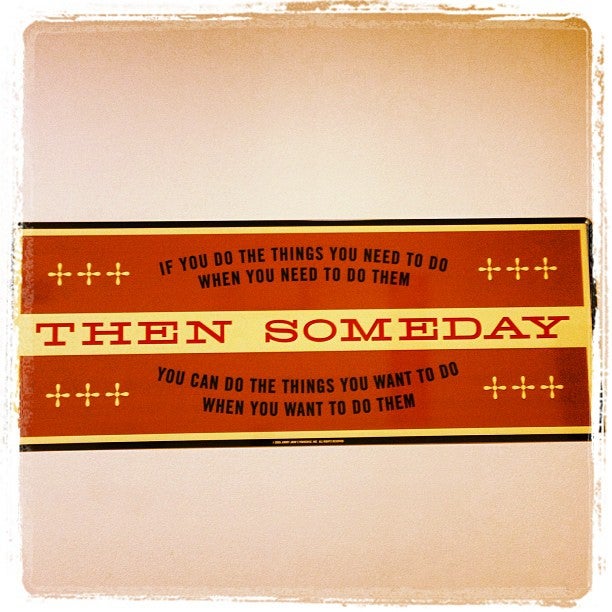 IF YOU DO THE THINGS YOU NEED TO DO
WHEN YOU NEED TO DO THEM
THEN SOMEDAY
YOU CAN DO THE THINGS YOU WANT TO DO
WHEN YOU WANT TO DO THEM